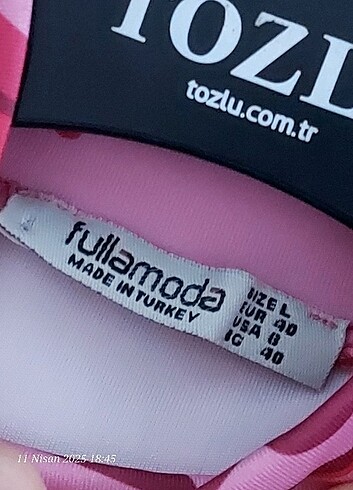 TOZL
tozlu.com.tr
fullamoda
MADE IN TURKEY
SIZE L
EUR 40
USA 8
IG 40
11 Nisan 2025 18:45